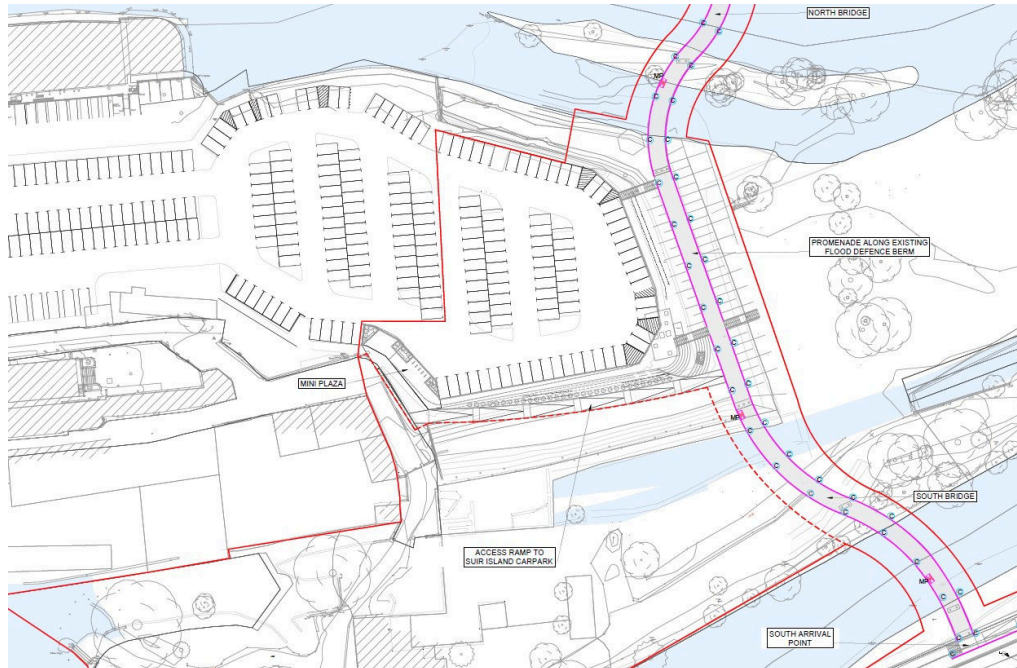 NORTH BRIDGE
MP
PROMENADE ALONG EXISTING
FLOOD DEFENCE BERM
MINI PLAZA
MP
SOUTH BRIDGE
ACCESS RAMP TO
SUIR ISLAND CARPARK
MP
SOUTH ARRIVAL
POINT